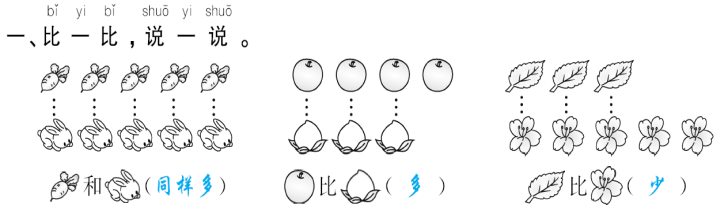 bǐ yi bǐ shuō yi shuō
一、比一比,说一说。
和(同样多) 比(多) 比(少)